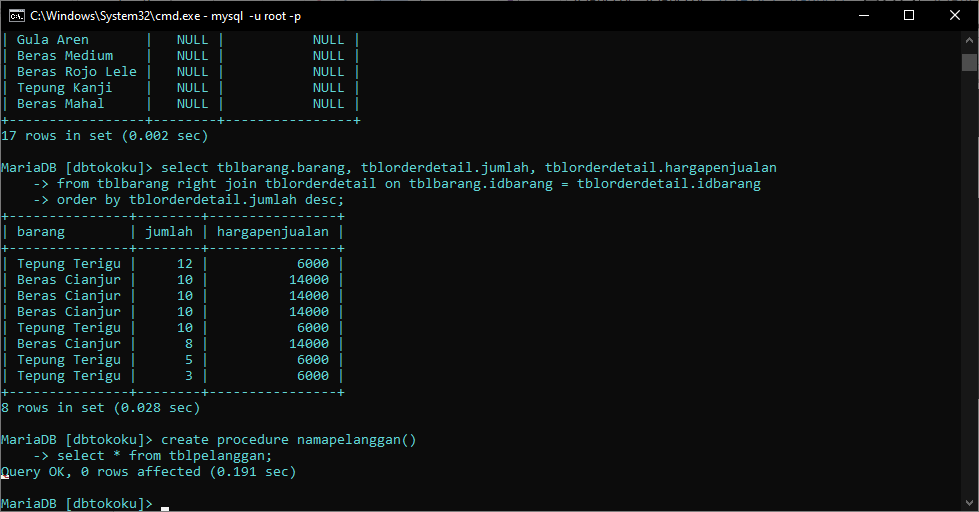 C:\Windows\System32\cmd.exe - mysql  -u root -p
| Gula Aren       |   NULL |           NULL |
| Beras Medium    |   NULL |           NULL |
| Beras Rojo Lele |   NULL |           NULL |
| Tepung Kanji    |   NULL |           NULL |
| Beras Mahal     |   NULL |           NULL |
+-----------------+--------+----------------+
17 rows in set (0.002 sec)
MariaDB [dbtokoku]> select tblbarang.barang, tblorderdetail.jumlah, tblorderdetail.hargapenjualan
    -> from tblbarang right join tblorderdetail on tblbarang.idbarang = tblorderdetail.idbarang
    -> order by tblorderdetail.jumlah desc;
+---------------+--------+----------------+
| barang        | jumlah | hargapenjualan |
+---------------+--------+----------------+
| Tepung Terigu |     12 |           6000 |
| Beras Cianjur |     10 |          14000 |
| Beras Cianjur |     10 |          14000 |
| Beras Cianjur |     10 |          14000 |
| Tepung Terigu |     10 |           6000 |
| Beras Cianjur |      8 |          14000 |
| Tepung Terigu |      5 |           6000 |
| Tepung Terigu |      3 |           6000 |
+---------------+--------+----------------+
8 rows in set (0.028 sec)
MariaDB [dbtokoku]> create procedure namapelanggan()
    -> select * from tblpelanggan;
Query OK, 0 rows affected (0.191 sec)
MariaDB [dbtokoku]>